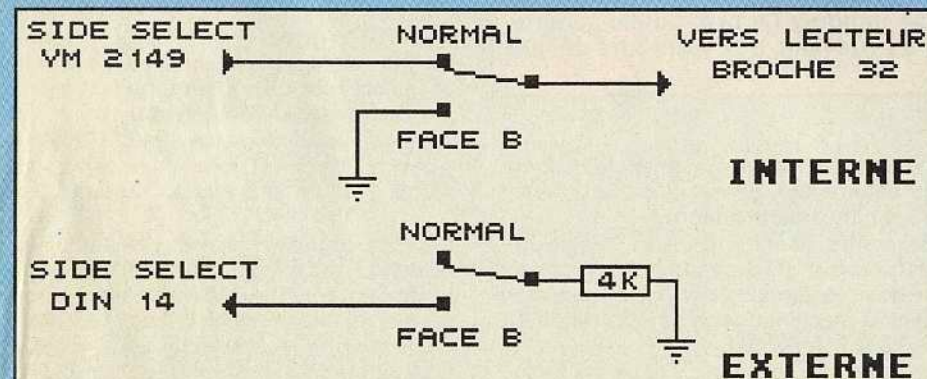 SIDE SELECT
VM 2149
NORMAL
VERS LECTEUR
BROCHE 32
FACE B
INTERNE
NORMAL
SIDE SELECT
DIN 14
4K
FACE B
EXTERNE